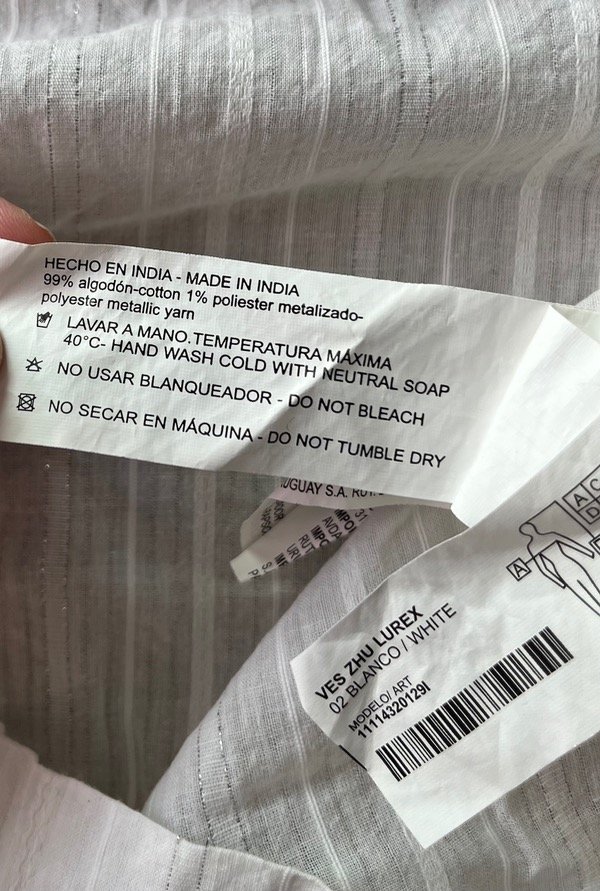 HECHO EN INDIA - MADE IN INDIA
99% algodón-cotton 1% poliester metalizado-
polyester metallic yarn
LAVAR A MANO.TEMPERATURA MÁXIMA
40°C- HAND WASH COLD WITH NEUTRAL SOAP
NO USAR BLANQUEADOR - DO NOT BLEACH
NO SECAR EN MÁQUINA - DO NOT TUMBLE DRY
UGUAY S.A.
A
A
VES ZHU LUREX
02 BLANCO / WHITE
MODELO/ ART
11114320129I